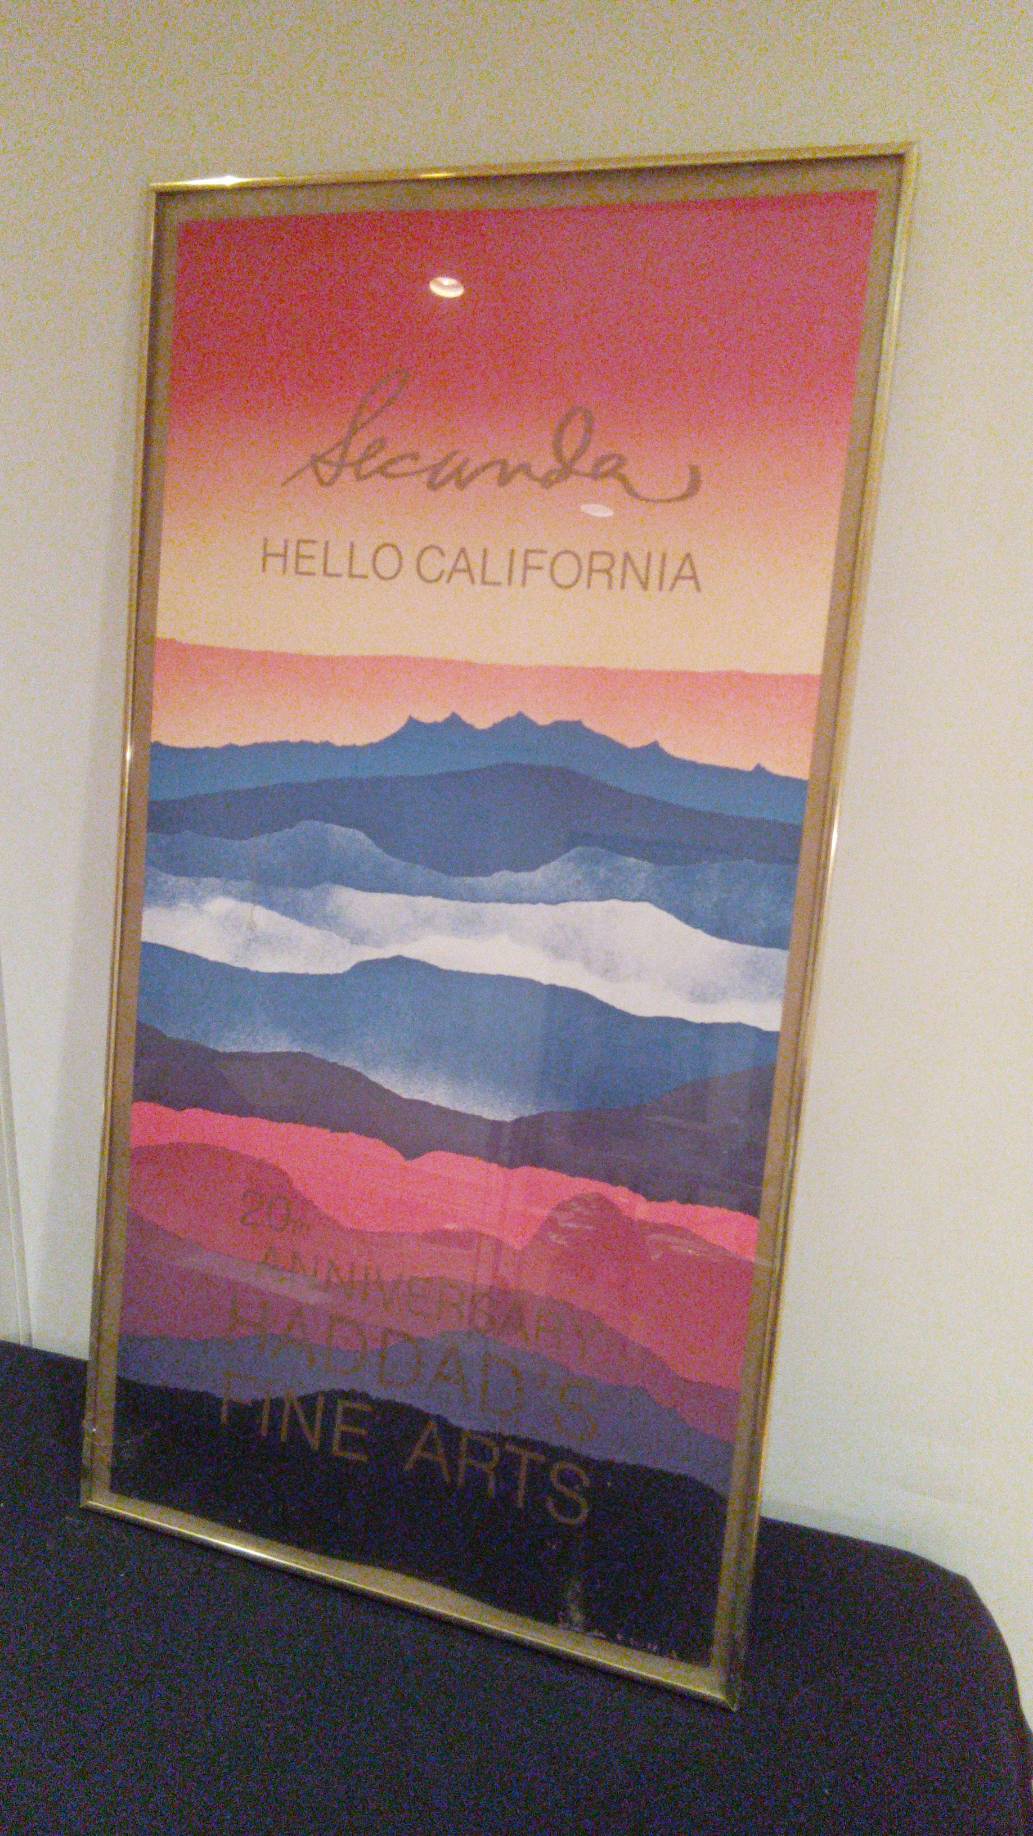 Secunda
HELLO CALIFORNIA
20TH
ANNIVERSARY
HADDAD'S
FINE ARTS